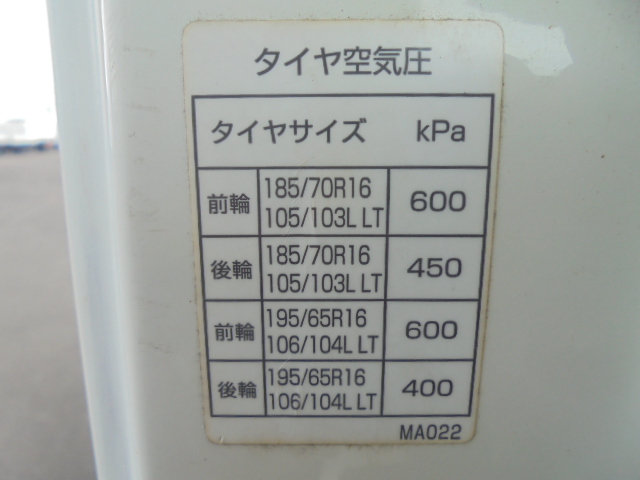 タイヤ空気圧
タイヤサイズ kPa
前輪 185/70R16 105/103L LT 600
後輪 185/70R16 105/103L LT 450
前輪 195/65R16 106/104L LT 600
後輪 195/65R16 106/104L LT 400
MA022